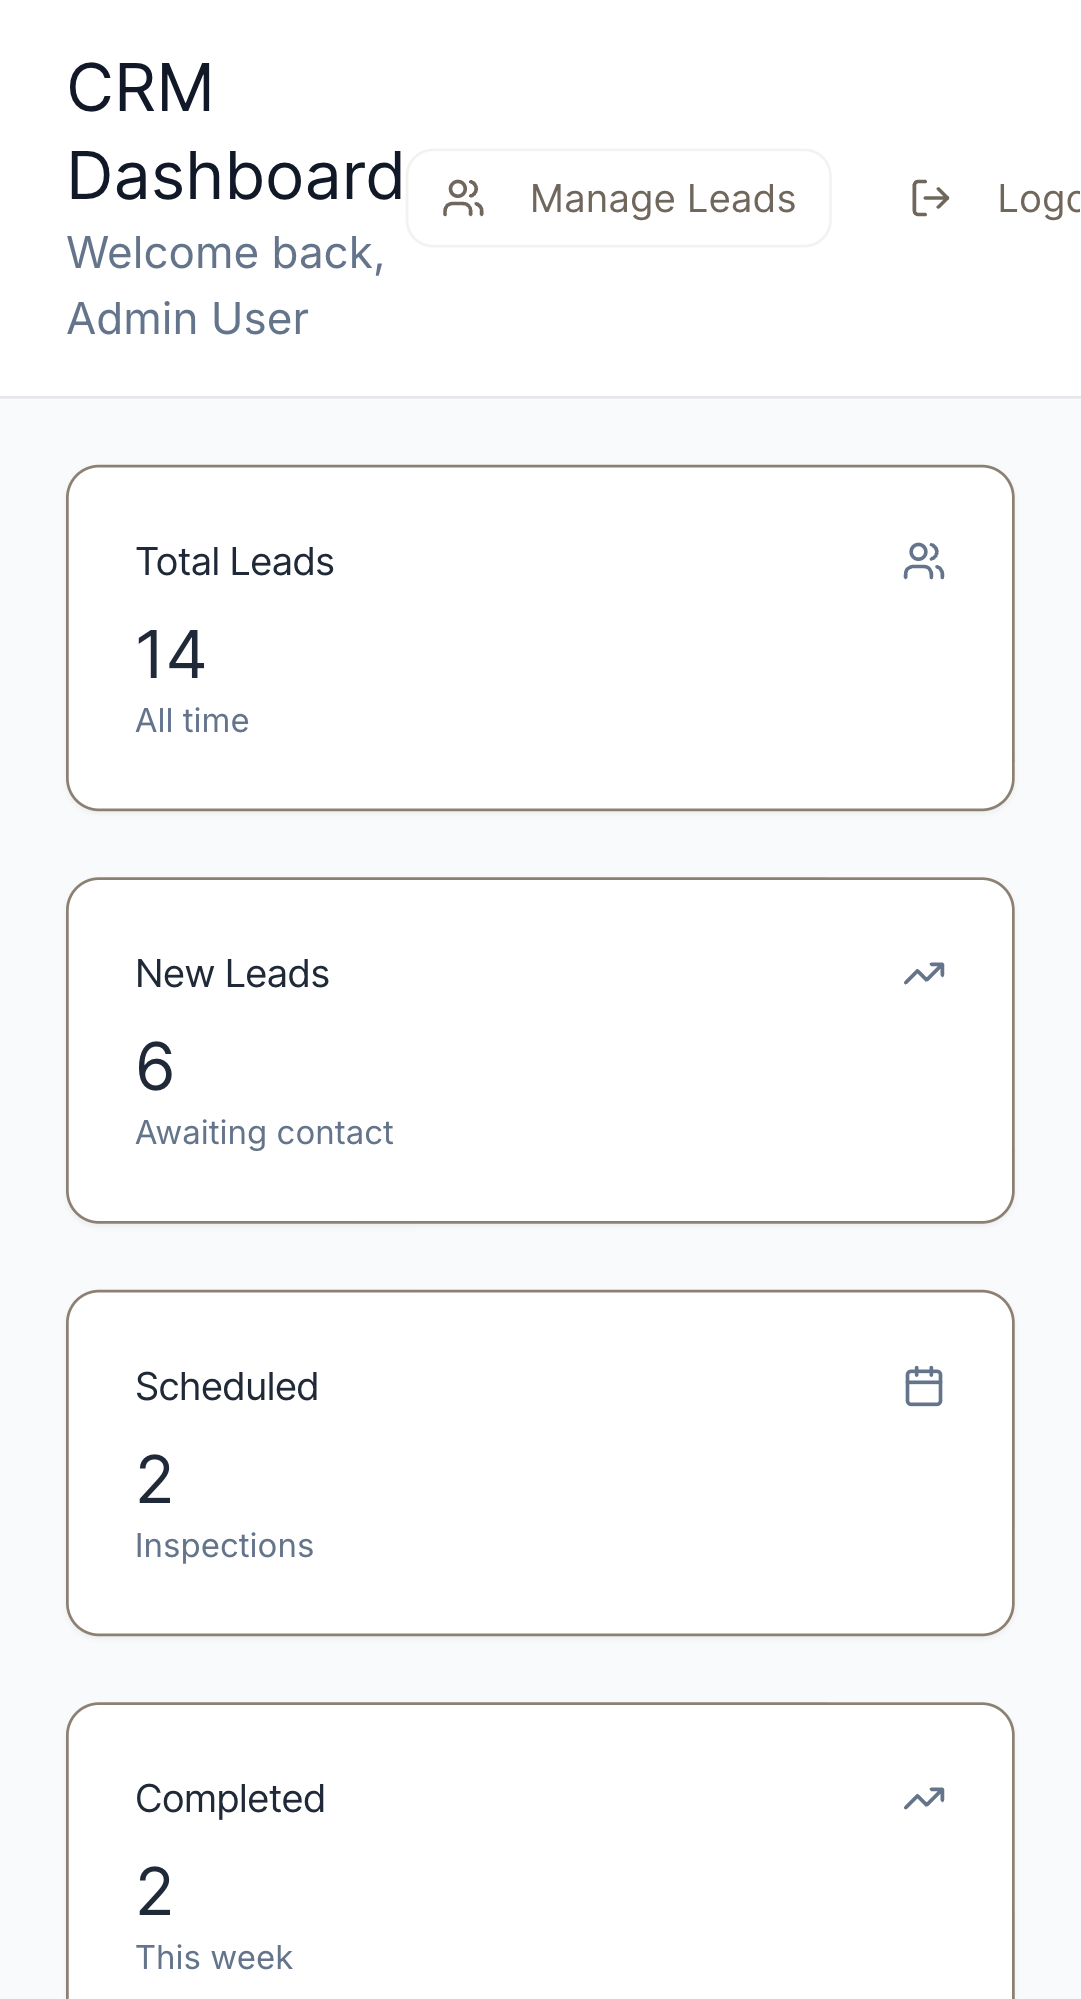 CRM
Dashboard
Welcome back,
Admin User
Manage Leads
Logo
Total Leads
14
All time
New Leads
6
Awaiting contact
Scheduled
2
Inspections
Completed
2
This week